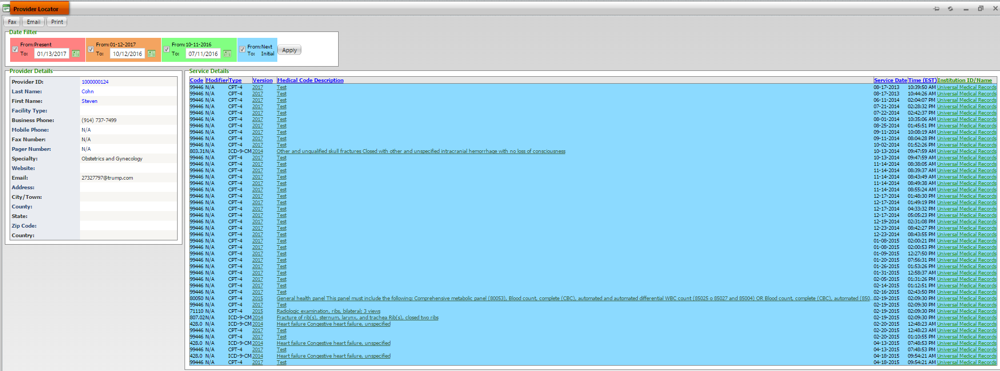 Provider Locator
Fax Email Print
Date Filter
From: Present To: 01/13/2017
From: 01-12-2017 To: 10/12/2016
From: 10-11-2016 To: 07/11/2016
From: Next To: Initial
Apply
Provider Details
Provider ID: 1000000124
Last Name: Cohn
First Name: Steven
Facility Type:
Business Phone: (914) 737-7499
Mobile Phone: N/A
Fax Number: N/A
Pager Number: N/A
Specialty: Obstetrics and Gynecology
Website:
Email: 27327797@trump.com
Address:
City/Town:
County:
State:
Zip Code:
Country:
Service Details
Code Modifier Type Version Medical Code Description Service Date Time (EST) Institution ID/Name
99446 N/A CPT-4 2017 Test 08-17-2013 10:39:50 AM Universal Medical Records
99446 N/A CPT-4 2017 Test 08-17-2013 10:44:26 AM Universal Medical Records
99446 N/A CPT-4 2017 Test 06-11-2014 02:04:07 PM Universal Medical Records
99446 N/A CPT-4 2017 Test 07-21-2014 02:28:32 PM Universal Medical Records
99446 N/A CPT-4 2017 Test 07-22-2014 02:42:37 PM Universal Medical Records
99446 N/A CPT-4 2017 Test 08-01-2014 10:35:06 AM Universal Medical Records
99446 N/A CPT-4 2017 Test 08-25-2014 01:45:51 PM Universal Medical Records
99446 N/A CPT-4 2017 Test 09-11-2014 10:08:19 AM Universal Medical Records
99446 N/A CPT-4 2017 Test 09-11-2014 08:04:28 PM Universal Medical Records
99446 N/A CPT-4 2017 Test 10-02-2014 01:52:26 PM Universal Medical Records
803.31 N/A ICD-9-CM 2014 Other and unqualified skull fractures Closed with other and unspecified intracranial hemorrhage with no loss of consciousness 10-13-2014 09:47:59 AM Universal Medical Records
99446 N/A CPT-4 2017 Test 10-13-2014 09:47:59 AM Universal Medical Records
99446 N/A CPT-4 2017 Test 11-14-2014 08:38:05 AM Universal Medical Records
99446 N/A CPT-4 2017 Test 11-14-2014 08:39:37 AM Universal Medical Records
99446 N/A CPT-4 2017 Test 11-14-2014 08:43:49 AM Universal Medical Records
99446 N/A CPT-4 2017 Test 11-14-2014 08:49:38 AM Universal Medical Records
99446 N/A CPT-4 2017 Test 11-14-2014 08:55:24 AM Universal Medical Records
99446 N/A CPT-4 2017 Test 12-17-2014 01:48:30 PM Universal Medical Records
99446 N/A CPT-4 2017 Test 12-17-2014 01:49:19 PM Universal Medical Records
99446 N/A CPT-4 2017 Test 12-17-2014 04:33:32 PM Universal Medical Records
99446 N/A CPT-4 2017 Test 12-17-2014 05:05:23 PM Universal Medical Records
99446 N/A CPT-4 2017 Test 12-19-2014 02:31:08 PM Universal Medical Records
99446 N/A CPT-4 2017 Test 12-23-2014 08:42:27 PM Universal Medical Records
99446 N/A CPT-4 2017 Test 12-23-2014 08:43:55 PM Universal Medical Records
99446 N/A CPT-4 2017 Test 01-08-2015 02:00:21 PM Universal Medical Records
99446 N/A CPT-4 2017 Test 01-08-2015 02:00:53 PM Universal Medical Records
99446 N/A CPT-4 2017 Test 01-09-2015 12:27:50 PM Universal Medical Records
99446 N/A CPT-4 2017 Test 01-20-2015 07:56:31 PM Universal Medical Records
99446 N/A CPT-4 2017 Test 01-26-2015 01:53:26 PM Universal Medical Records
99446 N/A CPT-4 2017 Test 01-31-2015 12:58:37 AM Universal Medical Records
99446 N/A CPT-4 2017 Test 02-05-2015 01:31:26 PM Universal Medical Records
99446 N/A CPT-4 2017 Test 02-14-2015 01:12:51 PM Universal Medical Records
99446 N/A CPT-4 2017 Test 02-16-2015 02:43:50 PM Universal Medical Records
80050 N/A CPT-4 2015 General health panel This panel must include the following: Comprehensive metabolic panel (80053), Blood count, complete (CBC), automated and automated differential WBC count (85025 o 85027 and 85004) OR Blood count, complete (CBC), automated (850... 02-19-2015 02:09:30 PM Universal Medical Records
99446 N/A CPT-4 2017 Test 02-19-2015 02:09:30 PM Universal Medical Records
71110 N/A CPT-4 2015 Radiologic examination, ribs, bilateral; 3 views 02-19-2015 02:09:30 PM Universal Medical Records
807.02 N/A ICD-9-CM 2014 Fracture of rib(s), sternum, larynx, and trachea Rib(s), closed two ribs 02-19-2015 02:09:30 PM Universal Medical Records
428.0 N/A ICD-9-CM 2014 Heart failure Congestive heart failure, unspecified 02-20-2015 12:48:23 AM Universal Medical Records
99446 N/A CPT-4 2017 Test 02-20-2015 12:48:23 AM Universal Medical Records
99446 N/A CPT-4 2017 Test 02-20-2015 01:10:55 PM Universal Medical Records
428.0 N/A ICD-9-CM 2014 Heart failure Congestive heart failure, unspecified 04-13-2015 07:48:53 PM Universal Medical Records
99446 N/A CPT-4 2017 Test 04-13-2015 07:48:53 PM Universal Medical Records
428.0 N/A ICD-9-CM 2014 Heart failure Congestive heart failure, unspecified 04-18-2015 09:54:21 AM Universal Medical Records
99446 N/A CPT-4 2017 Test 04-18-2015 09:54:21 AM Universal Medical Records